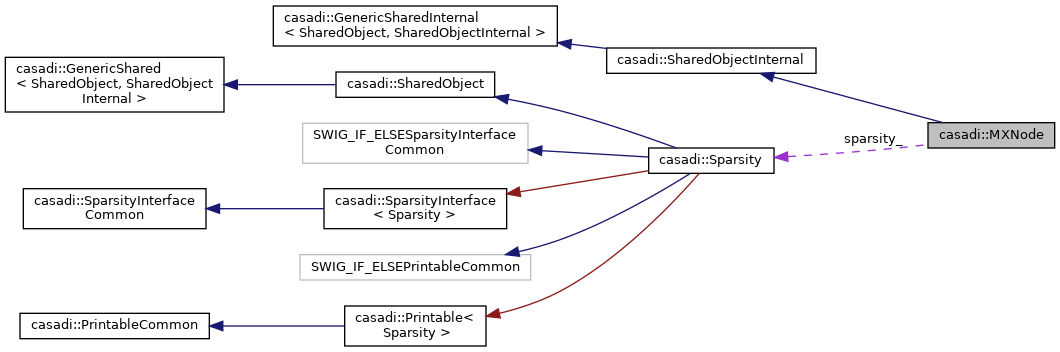 casadi::GenericSharedInternal
< SharedObject, SharedObjectInternal >
casadi::SharedObjectInternal
casadi::GenericShared
< SharedObject, SharedObject
Internal >
casadi::SharedObject
casadi::MXNode
sparsity_
SWIG_IF_ELSESparsityInterface
Common
casadi::Sparsity
casadi::SparsityInterface
Common
casadi::SparsityInterface
< Sparsity >
SWIG_IF_ELSEPrintableCommon
casadi::PrintableCommon
casadi::Printable<
Sparsity >